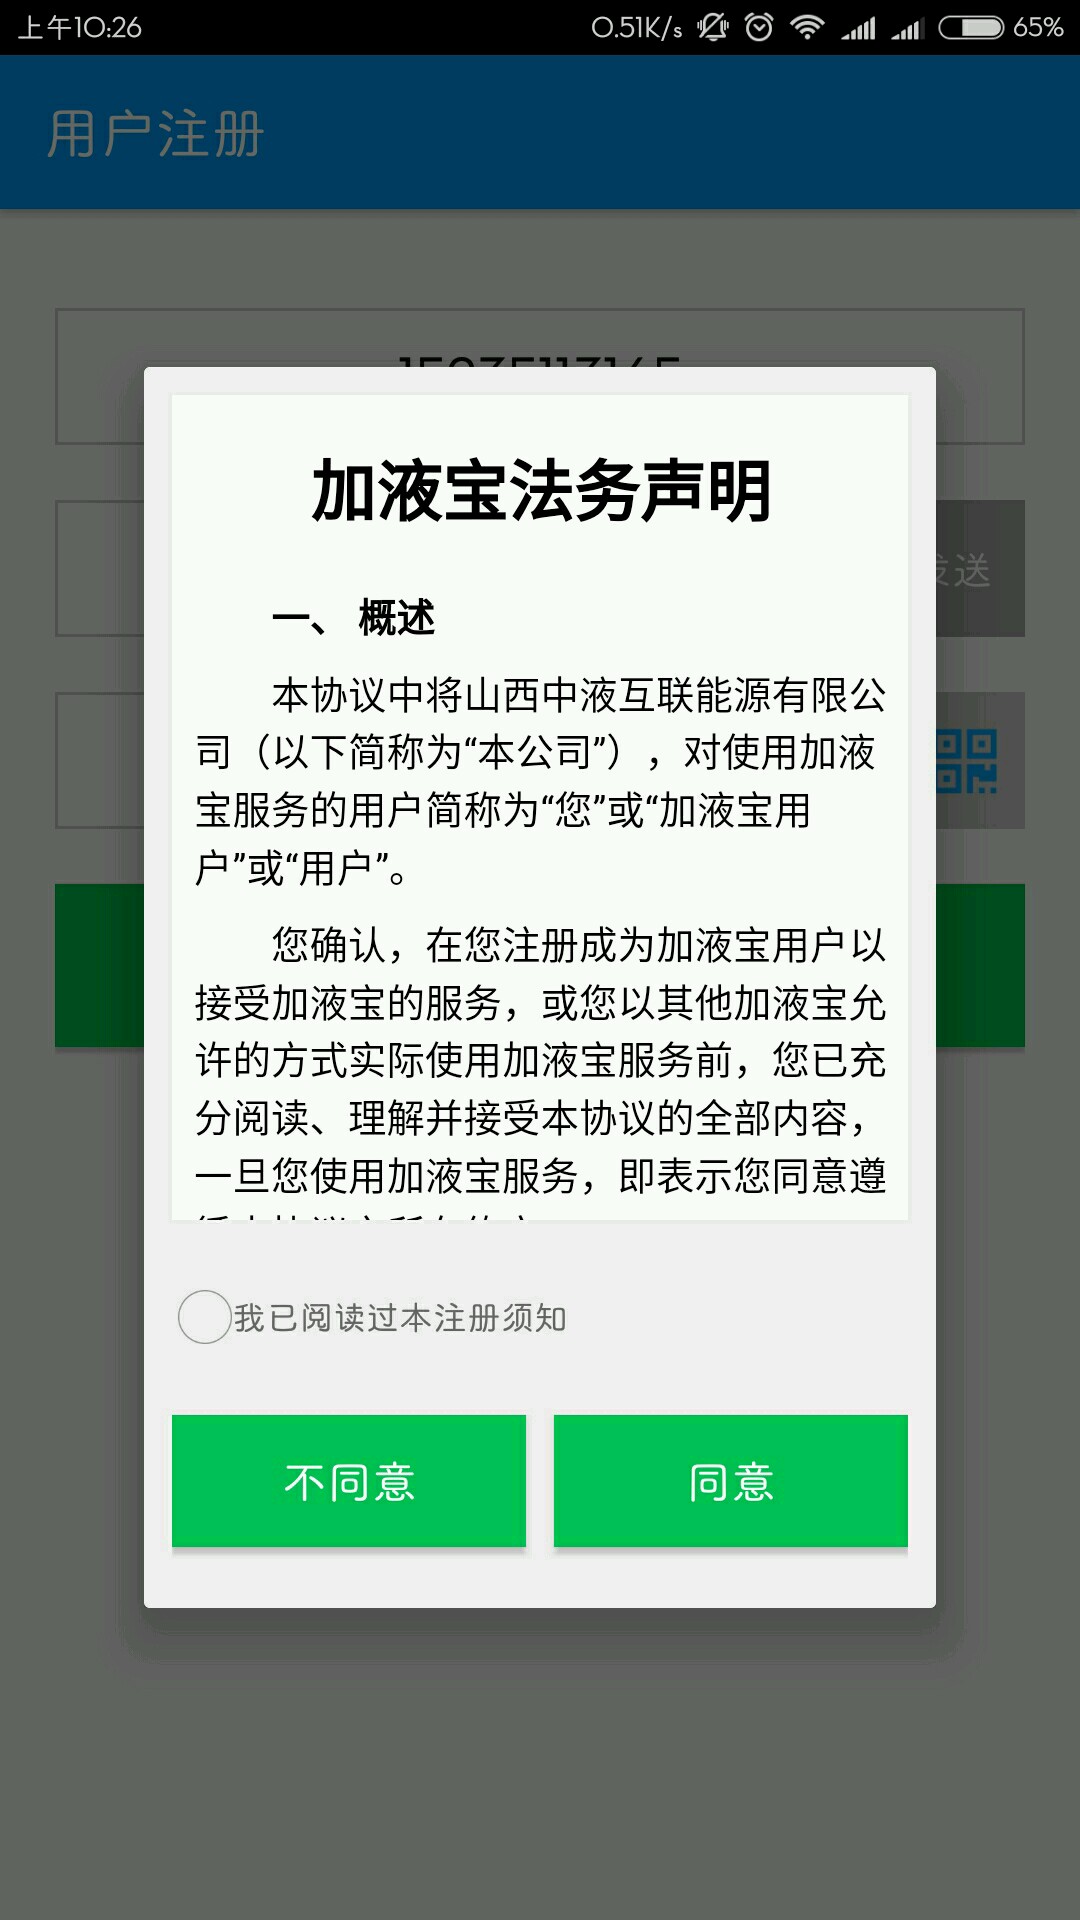 上午10:26
0.51K/s
65%
用户注册
加液宝法务声明
一、 概述
本协议中将山西中液互联能源有限公
司（以下简称为“本公司”），对使用加液
宝服务的用户简称为“您”或“加液宝用
户”或“用户”。
您确认，在您注册成为加液宝用户以
接受加液宝的服务，或您以其他加液宝允
许的方式实际使用加液宝服务前，您已充
分阅读、理解并接受本协议的全部内容，
一旦您使用加液宝服务，即表示您同意遵
发送
我已阅读过本注册须知
不同意
同意